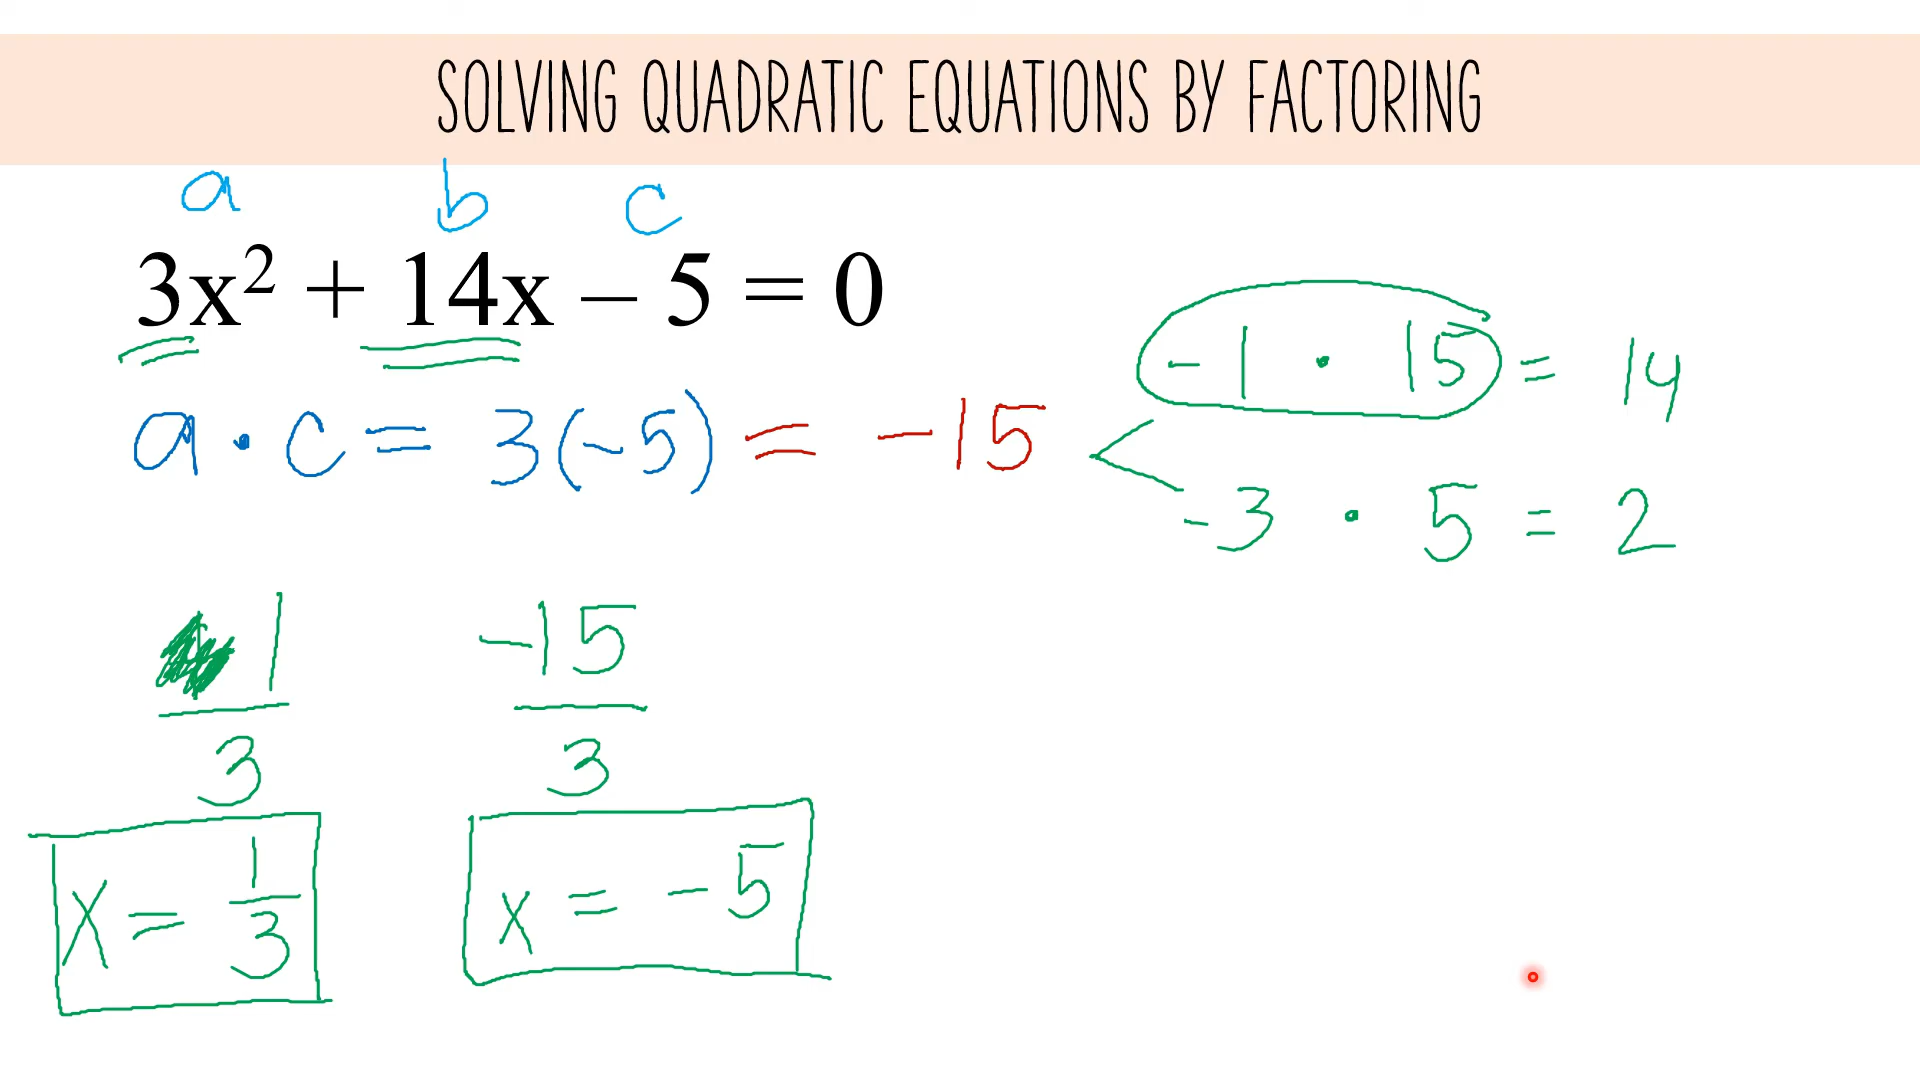 SOLVING QUADRATIC EQUATIONS BY FACTORING
a b c
3x² + 14x – 5 = 0
-1 · 15 = 14
a · c = 3(-5) = -15
-3 · 5 = 2
1/3 -15/3
x = 1/3 x = -5